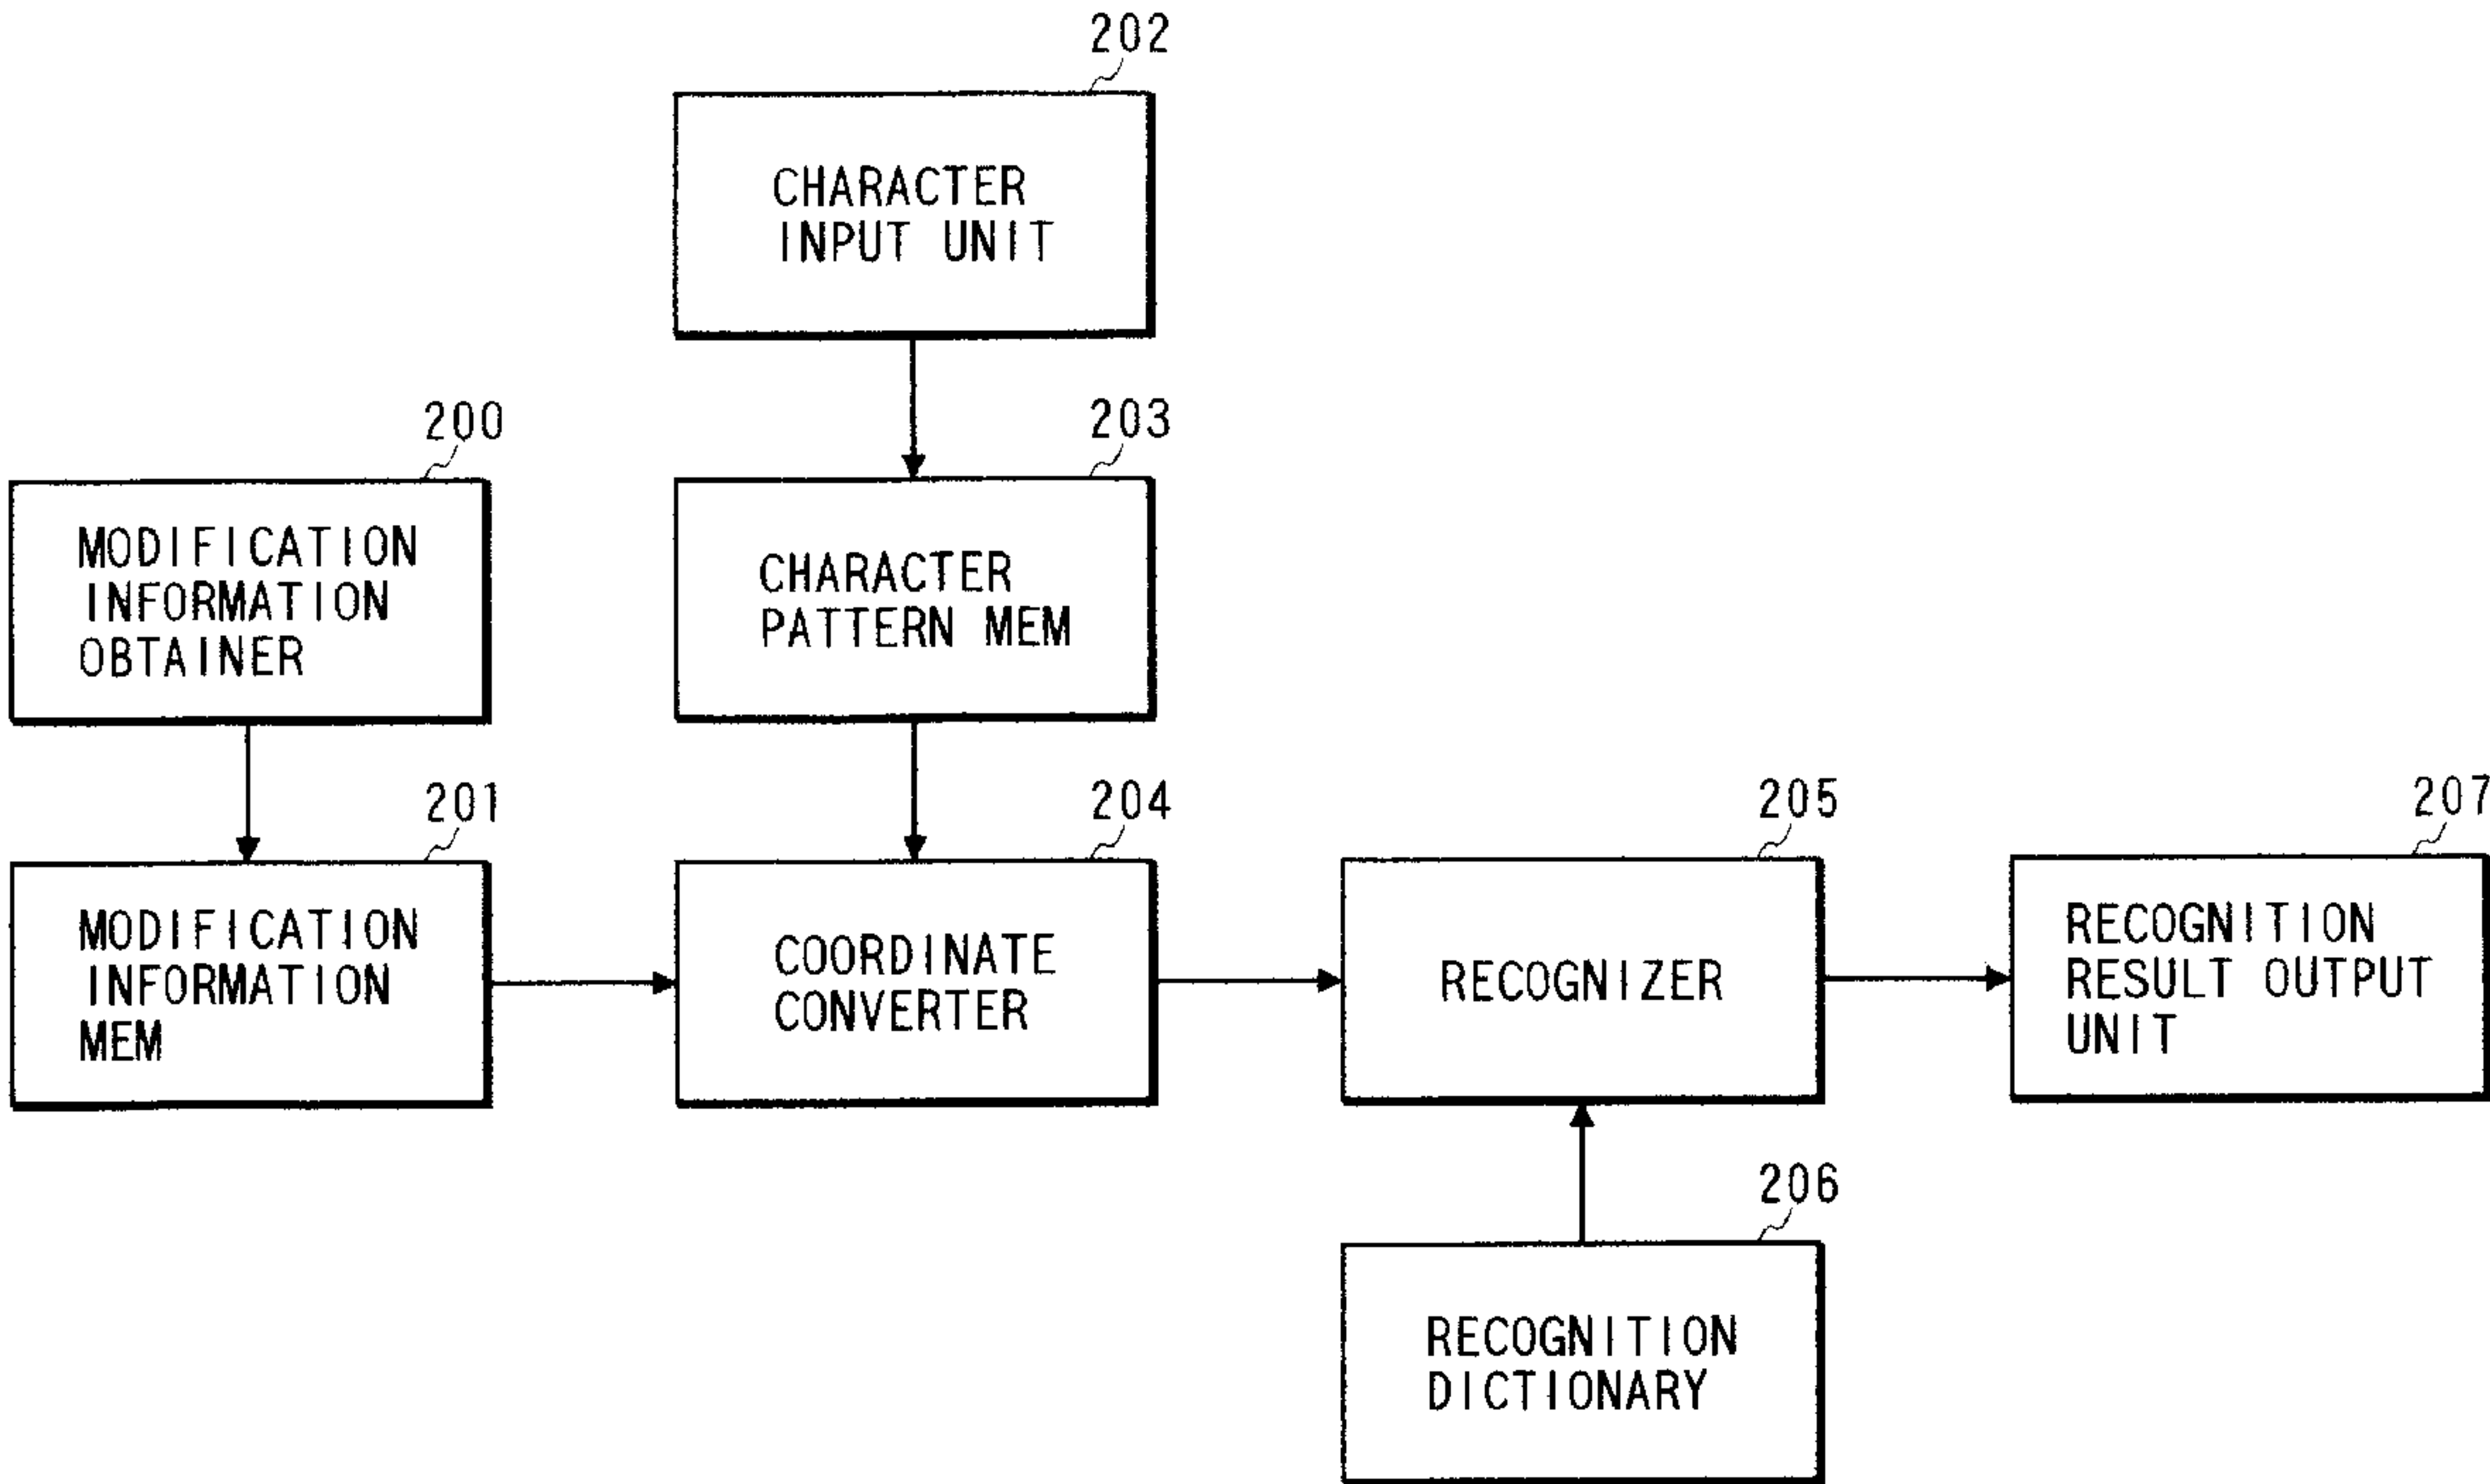 202
CHARACTER
INPUT UNIT
200
MODIFICATION
INFORMATION
OBTAINER
203
CHARACTER
PATTERN MEM
201
MODIFICATION
INFORMATION
MEM
204
COORDINATE
CONVERTER
205
RECOGNIZER
207
RECOGNITION
RESULT OUTPUT
UNIT
206
RECOGNITION
DICTIONARY